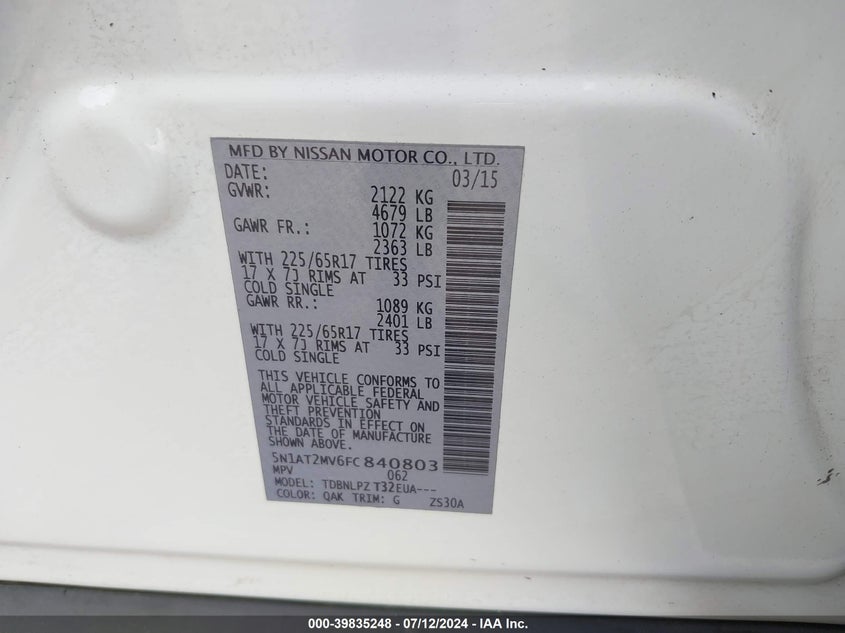 MFD BY NISSAN MOTOR CO., LTD.
DATE: 03/15
GVWR: 2122 KG
4679 LB
GAWR FR.: 1072 KG
2363 LB
WITH 225/65R17 TIRES
17 X 7J RIMS AT 33 PSI
COLD SINGLE
GAWR RR.: 1089 KG
2401 LB
WITH 225/65R17 TIRES
17 X 7J RIMS AT 33 PSI
COLD SINGLE
THIS VEHICLE CONFORMS TO
ALL APPLICABLE FEDERAL
MOTOR VEHICLE SAFETY AND
THEFT PREVENTION
STANDARDS IN EFFECT ON
THE DATE OF MANUFACTURE
SHOWN ABOVE.
5N1AT2MV6FC840803
MPV 062
MODEL: TDBNLPZ T32EUA---
COLOR: QAK TRIM: G ZS30A
000-39835248 - 07/12/2024 - IAA Inc.